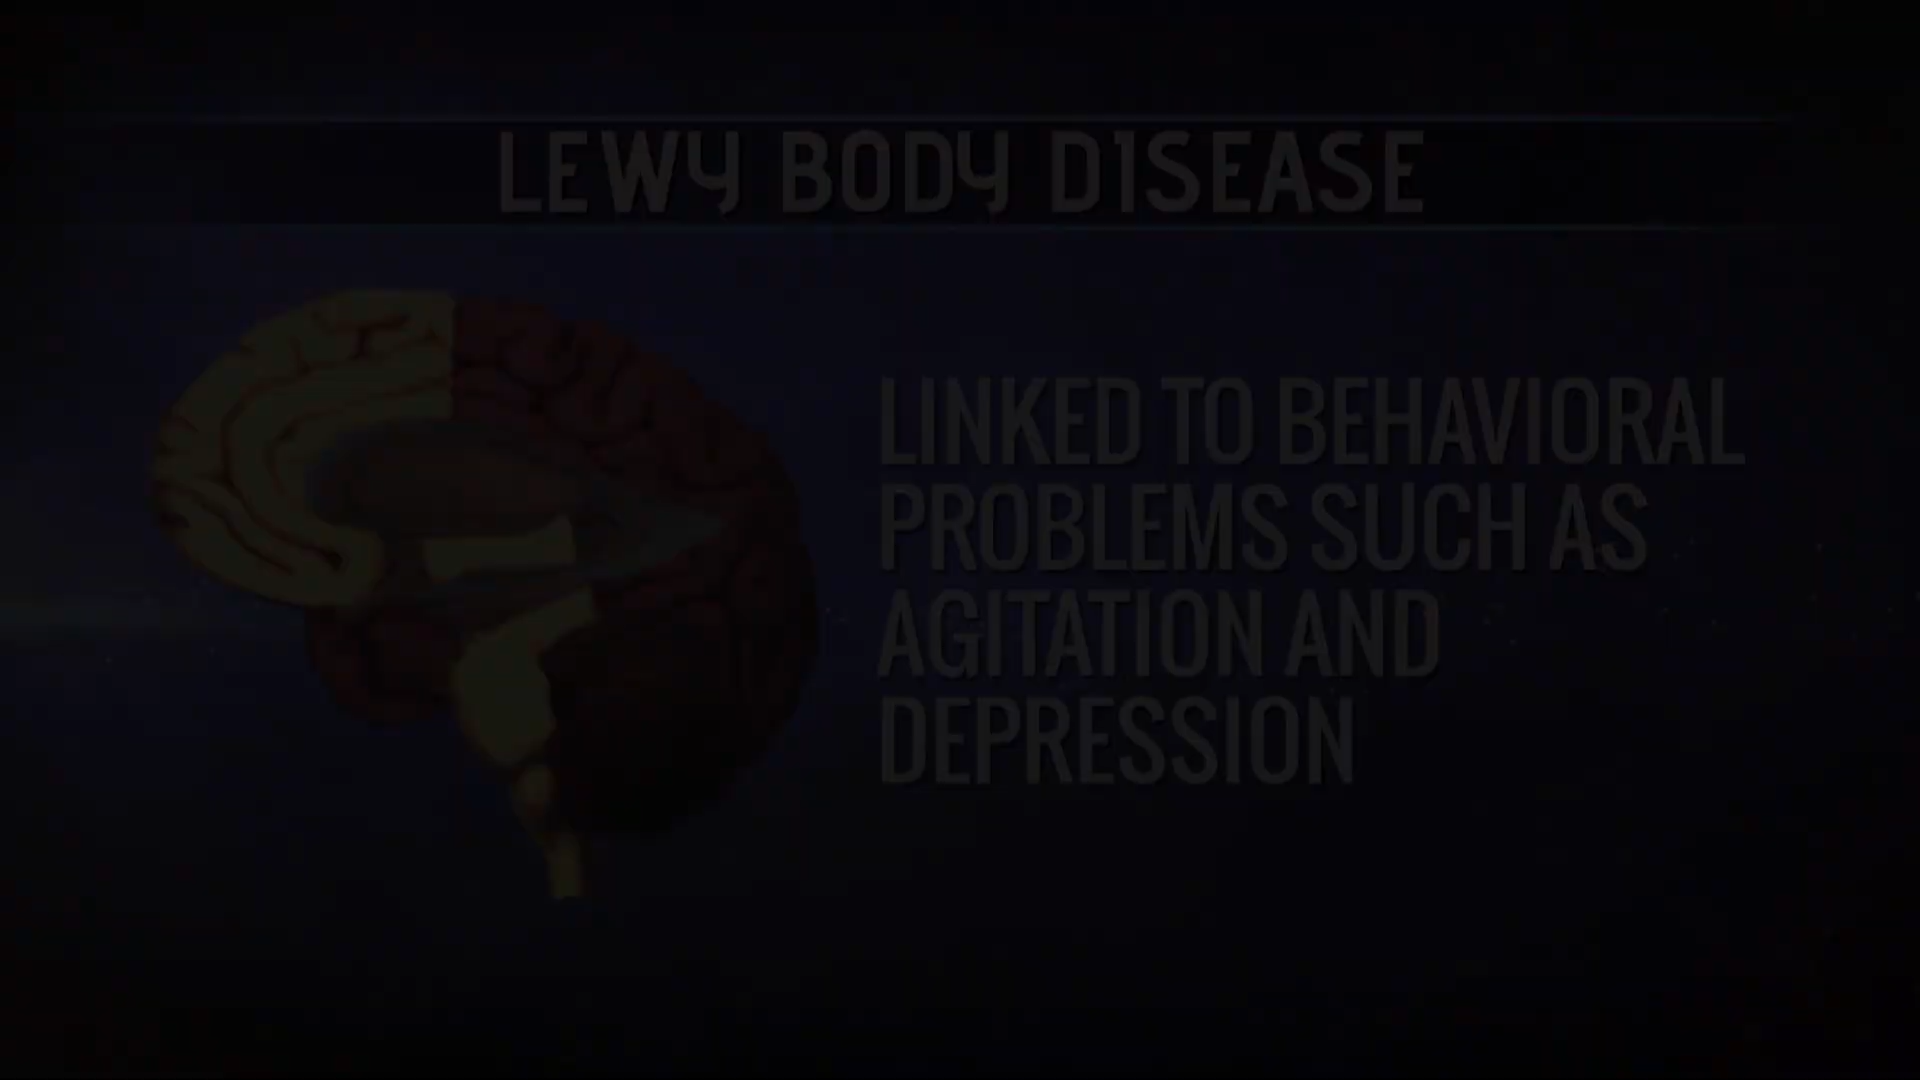 LEWY BODY DISEASE
LINKED TO BEHAVIORAL
PROBLEMS SUCH AS
AGITATION AND
DEPRESSION